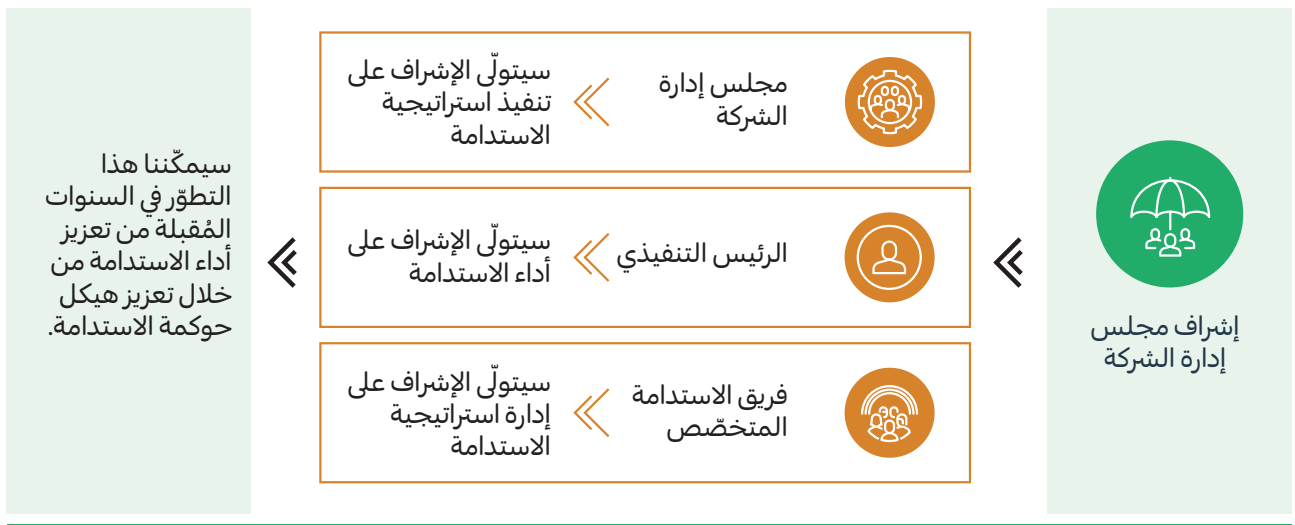 إشراف مجلس
إدارة الشركة
مجلس إدارة
الشركة
سيتولّى الإشراف على
تنفيذ استراتيجية
الاستدامة
الرئيس التنفيذي
سيتولّى الإشراف على
أداء الاستدامة
فريق الاستدامة
المتخصّص
سيتولّى الإشراف على
إدارة استراتيجية
الاستدامة
سيمكّننا هذا
التطوّر في السنوات
المُقبلة من تعزيز
أداء الاستدامة من
خلال تعزيز هيكل
حوكمة الاستدامة.